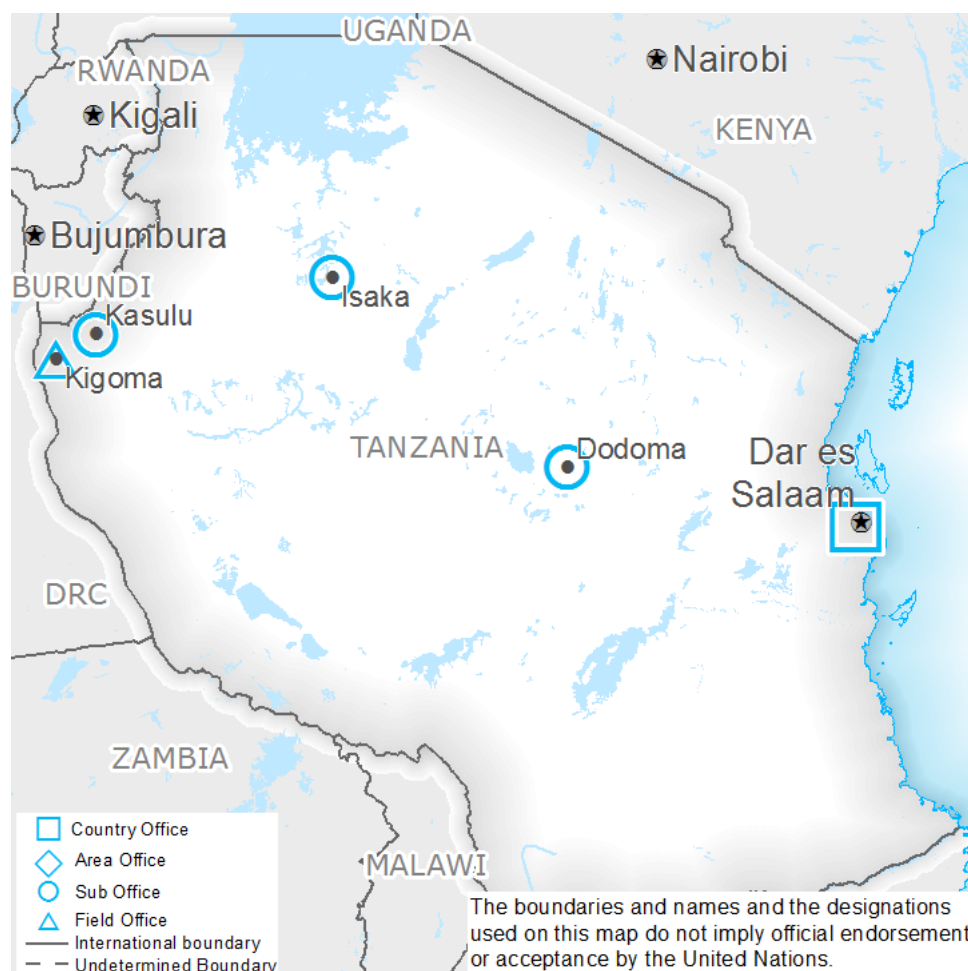 UGANDA
Nairobi
RWANDA
Kigali
KENYA
Bujumbura
BURUNDI
Isaka
Kasulu
Kigoma
TANZANIA
Dodoma
Dar es
Salaam
DRC
ZAMBIA
MALAWI
Country Office
Area Office
Sub Office
Field Office
International boundary
Undetermined Boundary
The boundaries and names and the designations
used on this map do not imply official endorsement
or acceptance by the United Nations.